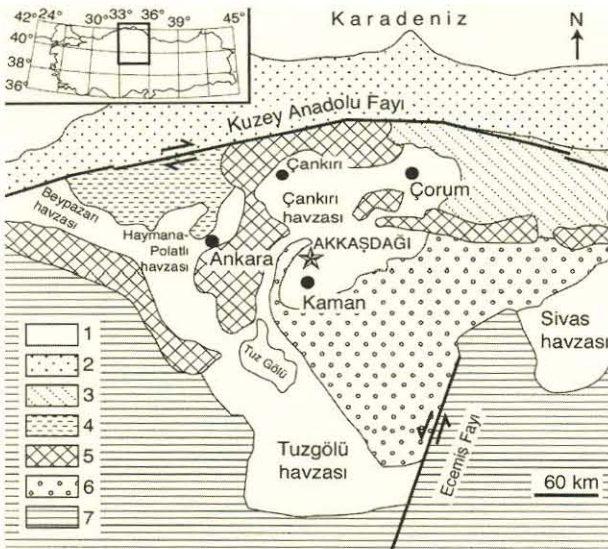 Karadeniz
N
42° 24° 33° 36° 39° 45°
40°
38°
36°
Kuzey Anadolu Fayı
Çankırı
Çorum
Çankırı
havzası
Beypazarı
havzası
Haymana-
Polatlı
havzası
Ankara
AKKAŞDAĞI
Kaman
Tuz Gölü
Sivas
havzası
Tuzgölü
havzası
Ecemiş Fayı
60 km
1
2
3
4
5
6
7